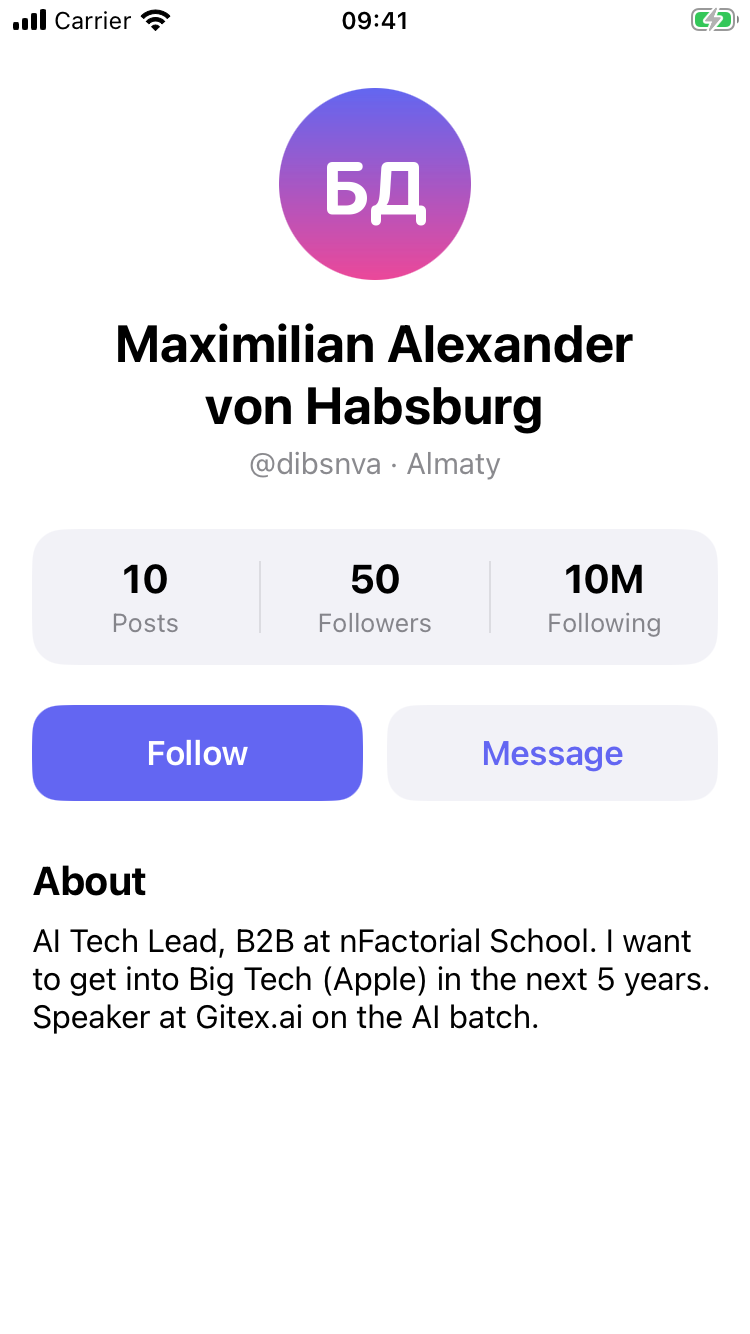 Carrier 09:41
БД
Maximilian Alexander
von Habsburg
@dibsnva · Almaty
10 50 10M
Posts Followers Following
Follow Message
About
AI Tech Lead, B2B at nFactorial School. I want
to get into Big Tech (Apple) in the next 5 years.
Speaker at Gitex.ai on the AI batch.